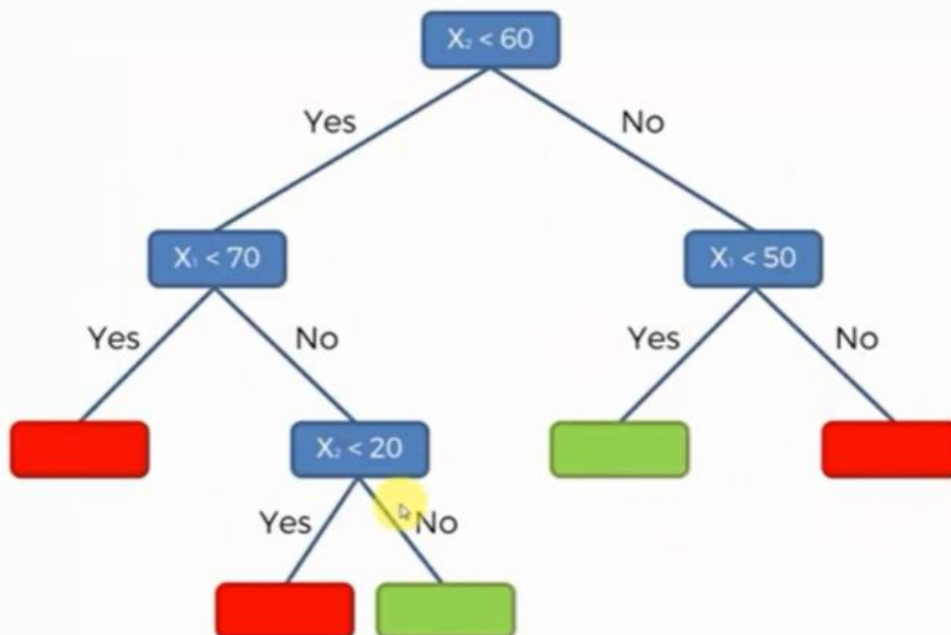 X₂ < 60
Yes
No
X₁ < 70
X₁ < 50
Yes
No
Yes
No
X₂ < 20
Yes
No